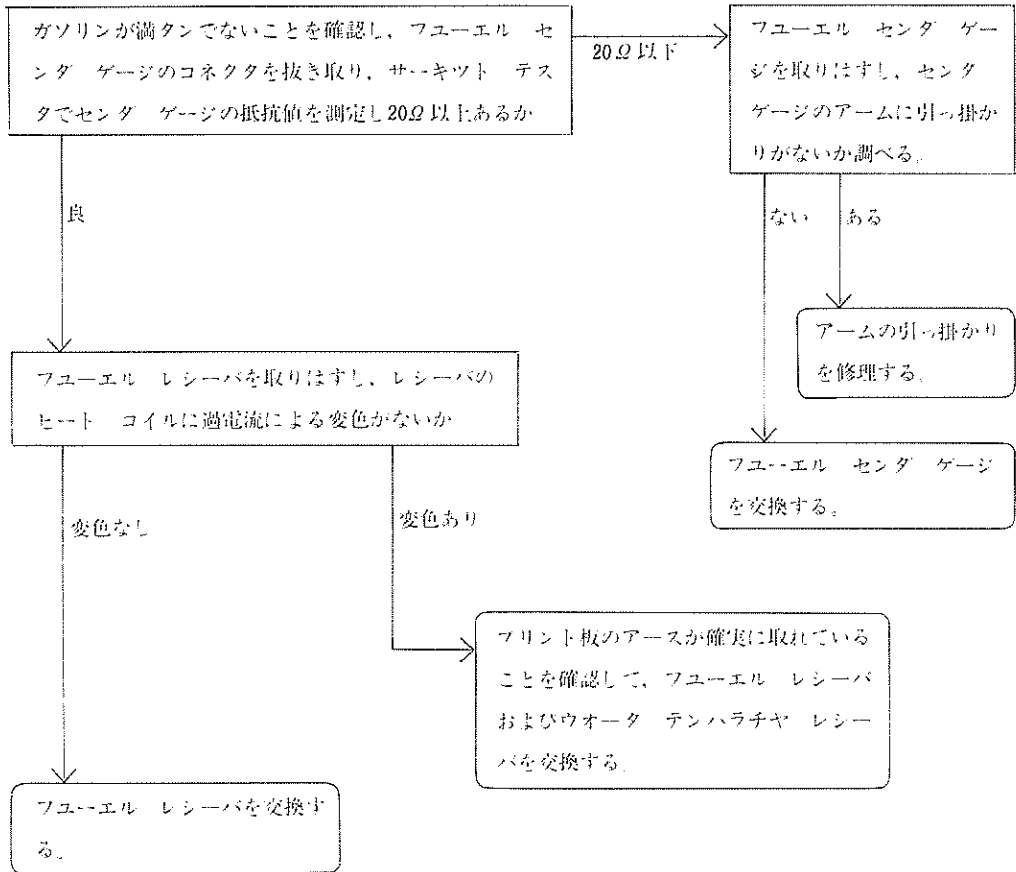 ガソリンが満タンでないことを確認し，フユーエル　セ
ンダ　ゲージのコネクタを抜き取り，サーキツト　テス
タでセンダ　ゲージの抵抗値を測定し20Ω以上あるか
20Ω以下
フユーエル　センダ　ゲー
ジを取りはずし，センダ
ゲージのアームに引っ掛か
りがないか調べる。
良
ない
ある
アームの引っ掛かり
を修理する。
フユーエル　レシーバを取りはずし，レシーバの
ヒート　コイルに過電流による変色がないか
フユーエル　センダ　ゲージ
を交換する。
変色なし
変色あり
プリント板のアースが確実に取れている
ことを確認して，フユーエル　レシーバ
およびウオータ　テンパラチヤ　レシー
バを交換する。
フユーエル　レシーバを交換す
る。